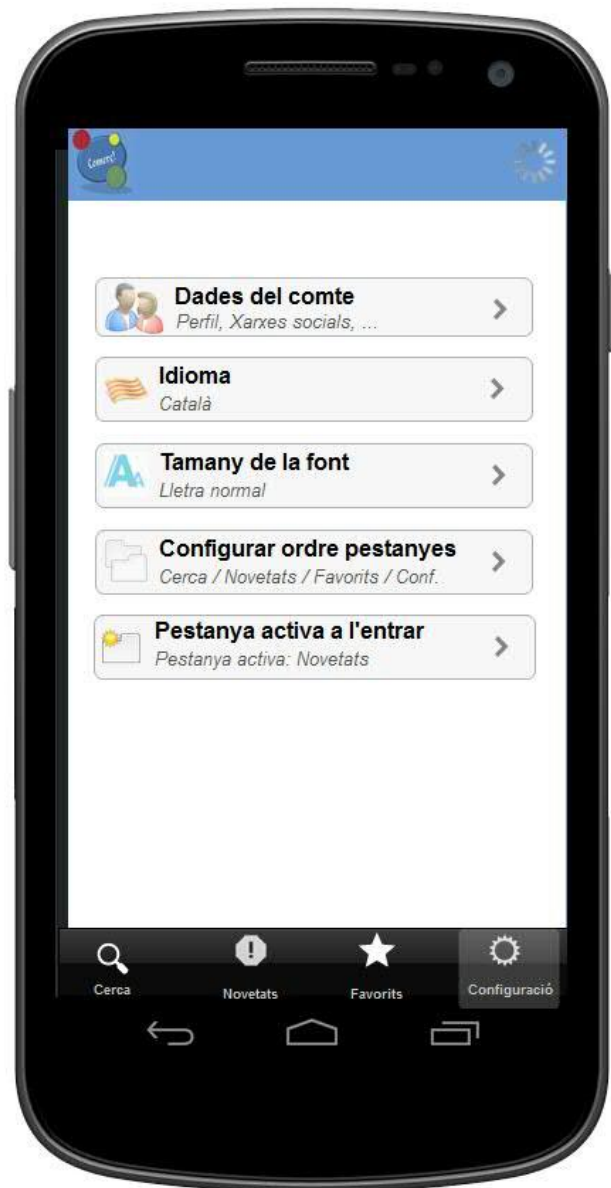 Comerç!
Dades del comte
Perfil, Xarxes socials, ...
Idioma
Català
Tamany de la font
Lletra normal
Configurar ordre pestanyes
Cerca / Novetats / Favorits / Conf.
Pestanya activa a l'entrar
Pestanya activa: Novetats
Cerca
Novetats
Favorits
Configuració